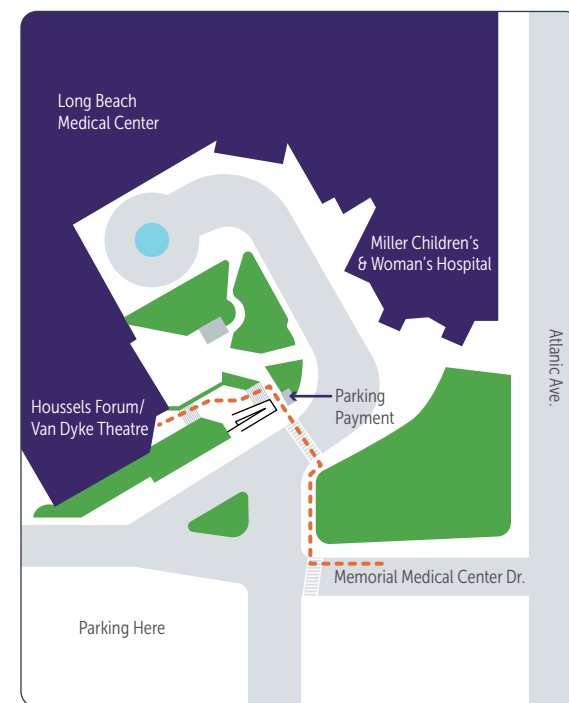 Long Beach
Medical Center
Miller Children's
& Woman's Hospital
Atlanic Ave.
Houssels Forum/
Van Dyke Theatre
Parking
Payment
Memorial Medical Center Dr.
Parking Here